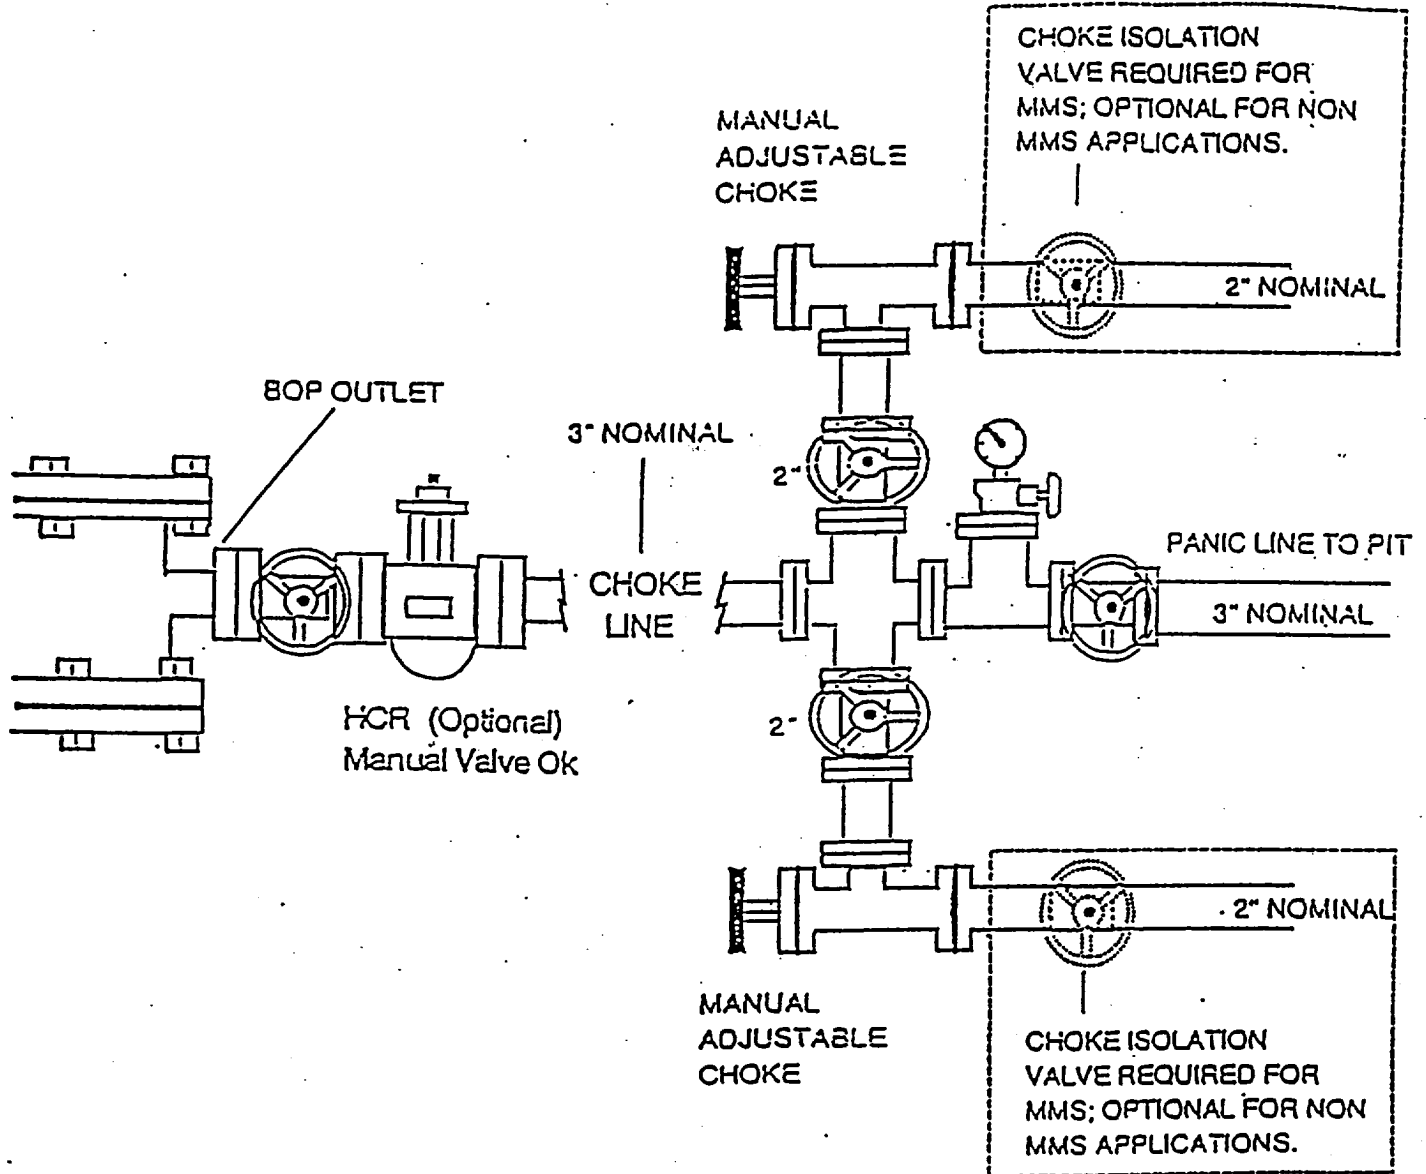 CHOKE ISOLATION
VALVE REQUIRED FOR
MMS; OPTIONAL FOR NON
MMS APPLICATIONS.
MANUAL
ADJUSTABLE
CHOKE
2" NOMINAL
BOP OUTLET
3" NOMINAL
2"
PANIC LINE TO PIT
CHOKE
LINE
3" NOMINAL
HCR (Optional)
Manual Valve Ok
2"
2" NOMINAL
MANUAL
ADJUSTABLE
CHOKE
CHOKE ISOLATION
VALVE REQUIRED FOR
MMS; OPTIONAL FOR NON
MMS APPLICATIONS.